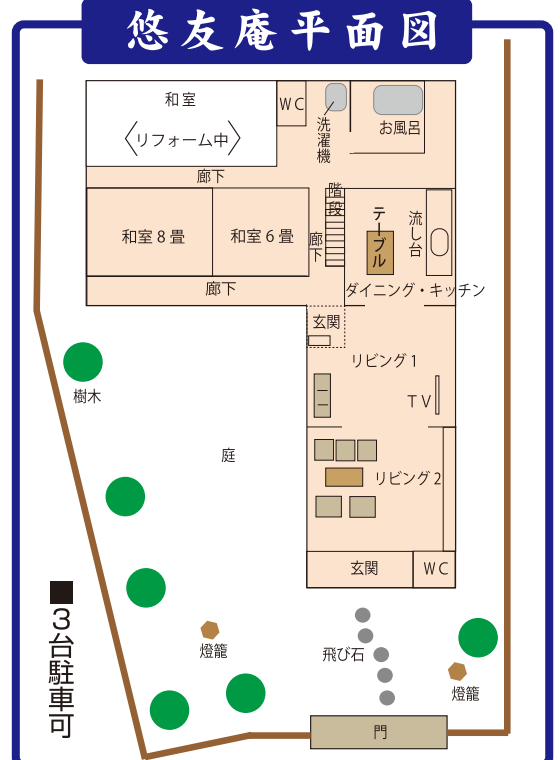 悠友庵平面図
和室
〈リフォーム中〉
WC
洗濯機
お風呂
廊下
階段
和室8畳
和室6畳
廊下
テーブル
流し台
廊下
ダイニング・キッチン
玄関
リビング1
TV
樹木
庭
リビング2
玄関
WC
■3台駐車可
燈籠
飛び石
燈籠
門